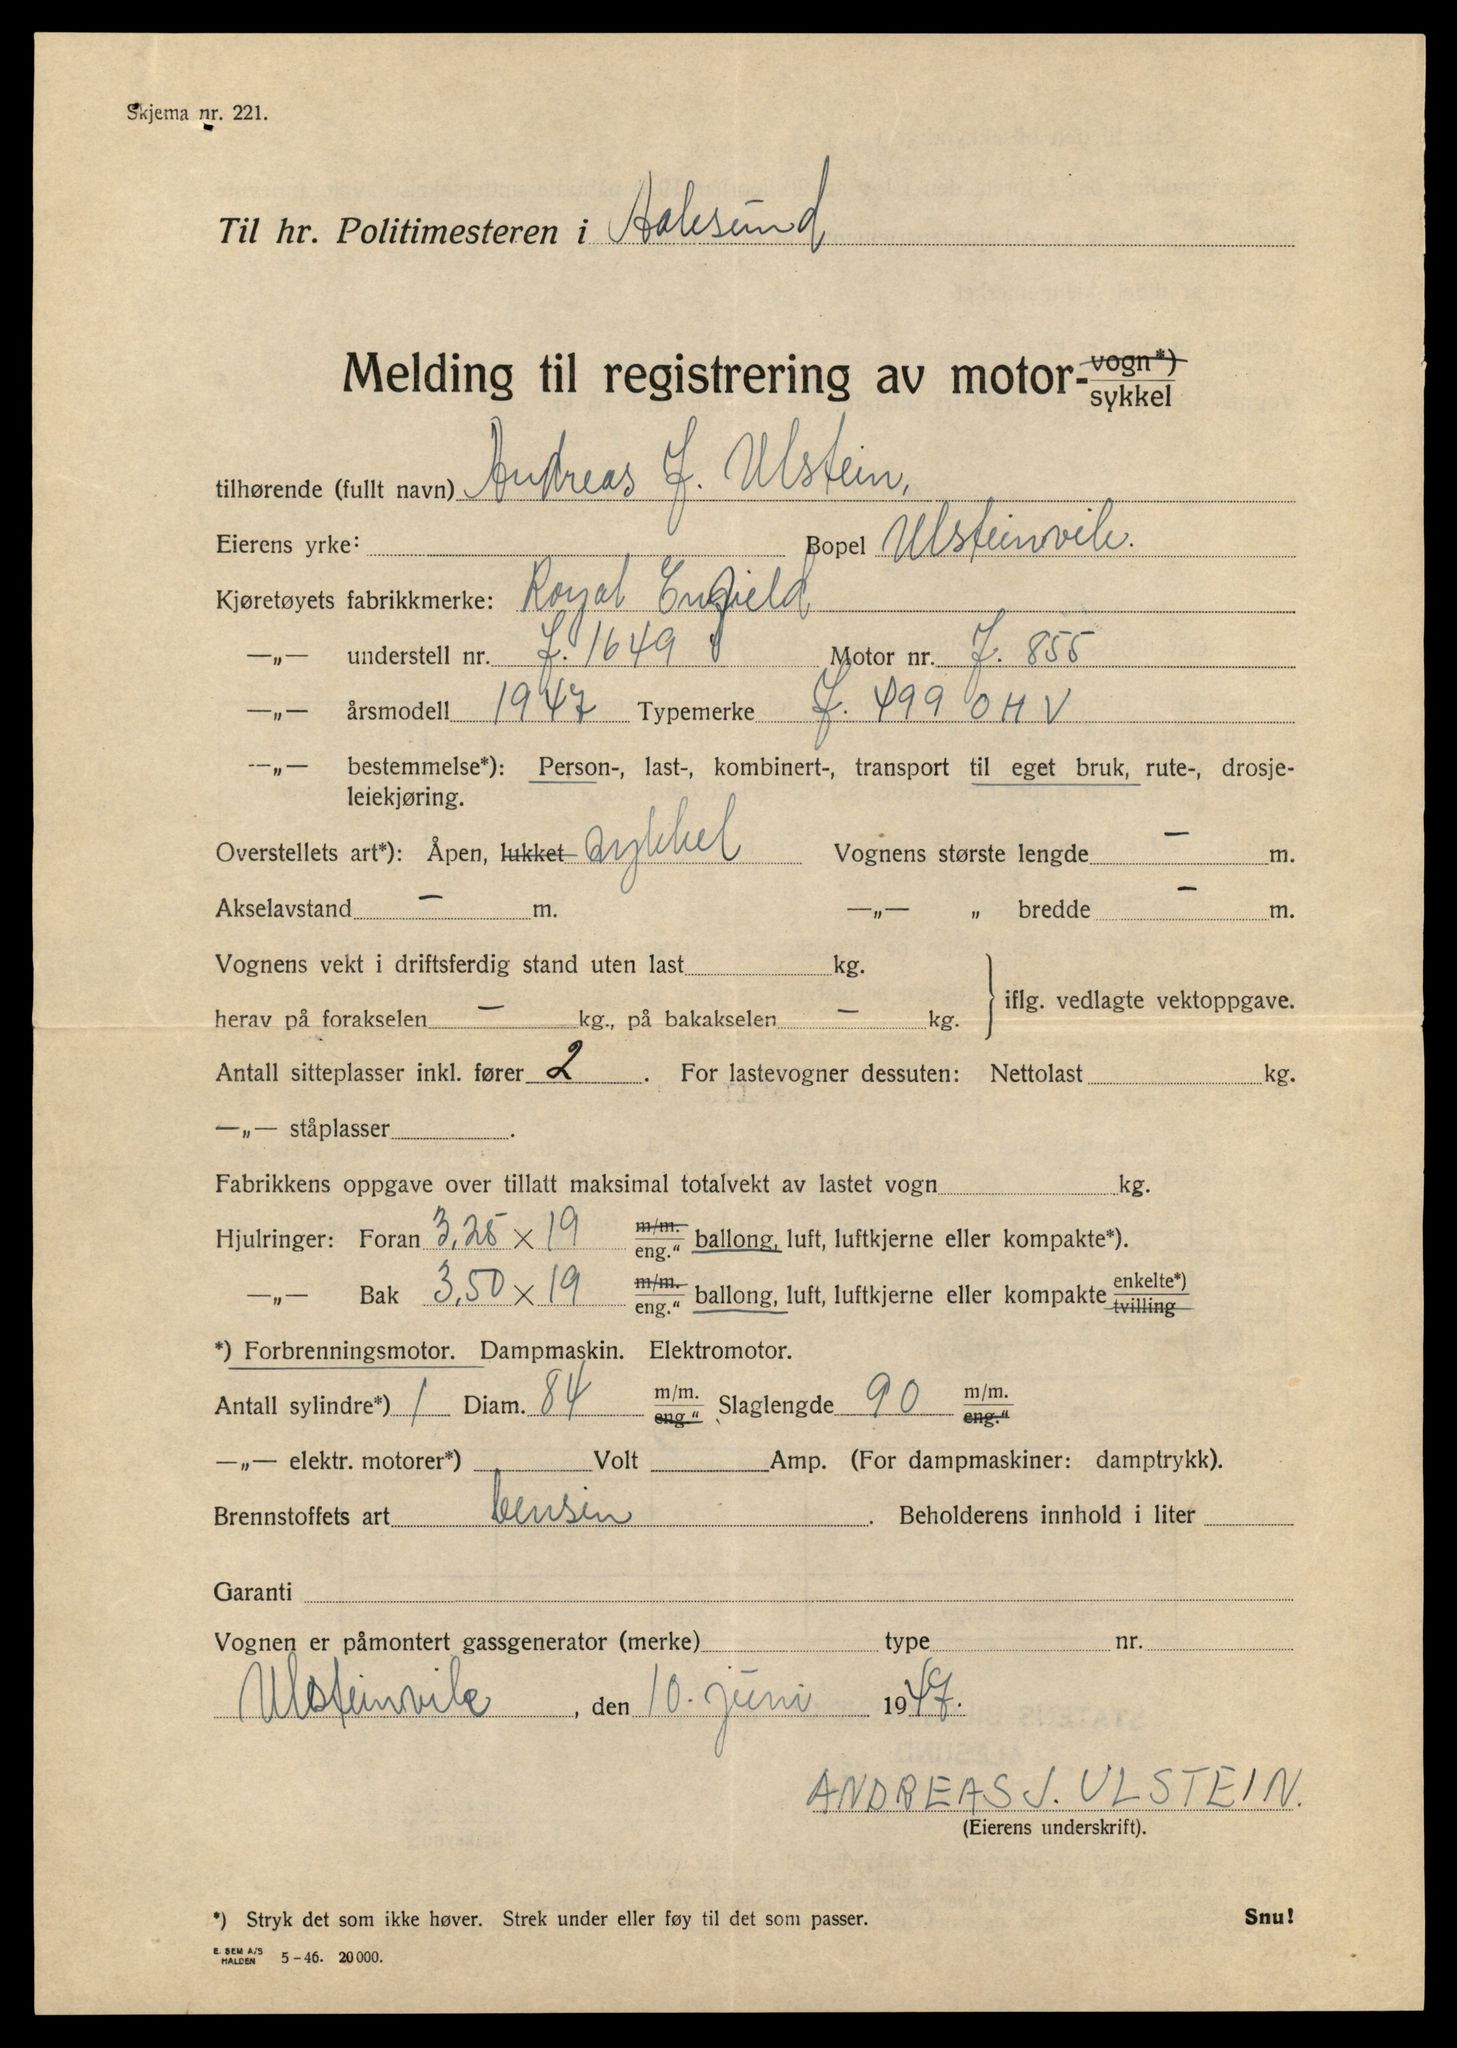 Skjema nr. 221.
Til hr. Politimesteren i Aalesund
Melding til registrering av motor-vogn*)
sykkel
tilhørende (fullt navn) Andreas J. Ulstein,
Eierens yrke: Bopel Ulsteinvik.
Kjøretøyets fabrikkmerke: Royal Enfield
—„— understell nr. J. 1649 Motor nr. J. 855
—„— årsmodell 1947 Typemerke J. 499 OHV
—„— bestemmelse*): Person-, last-, kombinert-, transport til eget bruk, rute-, drosje-
leiekjøring.
Overstellets art*): Åpen, lukket sykkel Vognens største lengde — m.
Akselavstand — m. —„— „ bredde — m.
Vognens vekt i driftsferdig stand uten last kg.
iflg. vedlagte vektoppgave.
herav på forakselen — kg., på bakakselen — kg.
Antall sitteplasser inkl. fører 2. For lastevogner dessuten: Nettolast kg.
—„— ståplasser .
Fabrikkens oppgave over tillatt maksimal totalvekt av lastet vogn kg.
Hjulringer: Foran 3,25 × 19 m/m. eng.“ ballong, luft, luftkjerne eller kompakte*).
—„— Bak 3,50 × 19 m/m. eng.“ ballong, luft, luftkjerne eller kompakte enkelte*) tvilling
*) Forbrenningsmotor. Dampmaskin. Elektromotor.
Antall sylindre*) 1 Diam. 84 m/m. eng.“ Slaglengde 90 m/m. eng.“
—„— elektr. motorer*) Volt Amp. (For dampmaskiner: damptrykk).
Brennstoffets art bensin . Beholderens innhold i liter
Garanti
Vognen er påmontert gassgenerator (merke) type nr.
Ulsteinvik, den 10. juni 1947.
ANDREAS J. ULSTEIN.
(Eierens underskrift).
*) Stryk det som ikke høver. Strek under eller føy til det som passer. Snu!
E. SEM A/S
HALDEN 5-46. 20000.